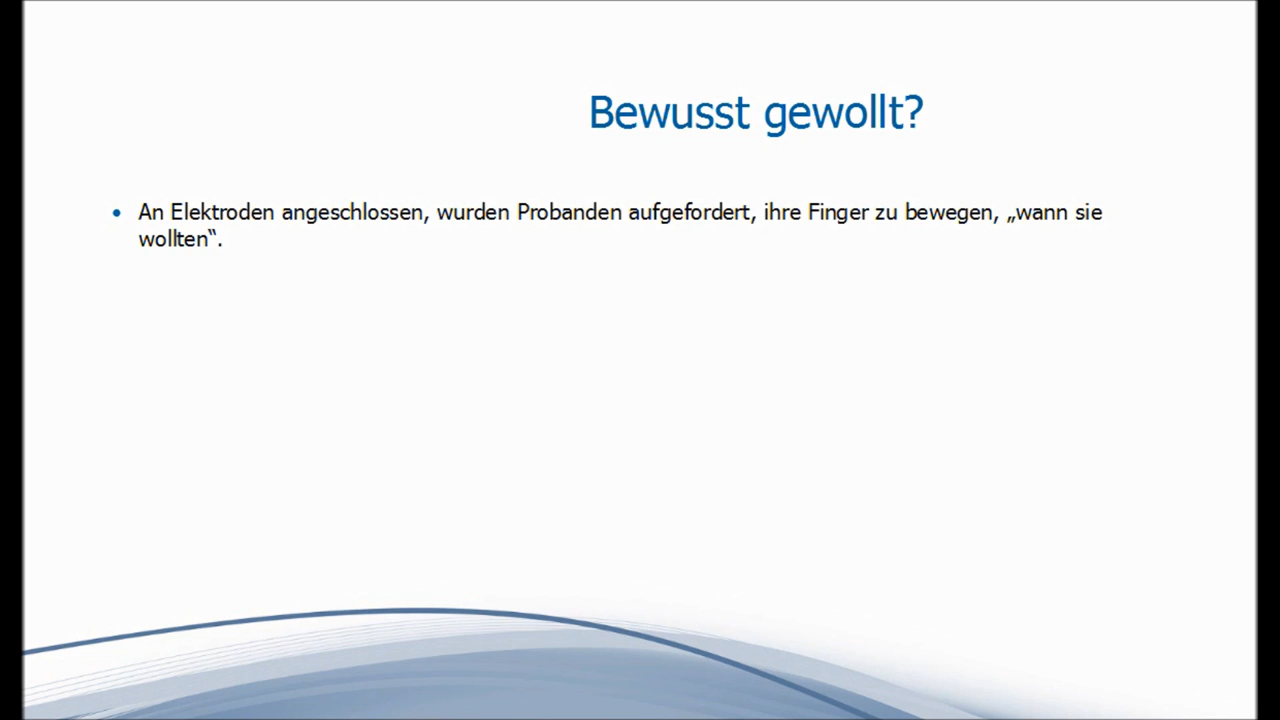 Bewusst gewollt?
• An Elektroden angeschlossen, wurden Probanden aufgefordert, ihre Finger zu bewegen, „wann sie
wollten“.